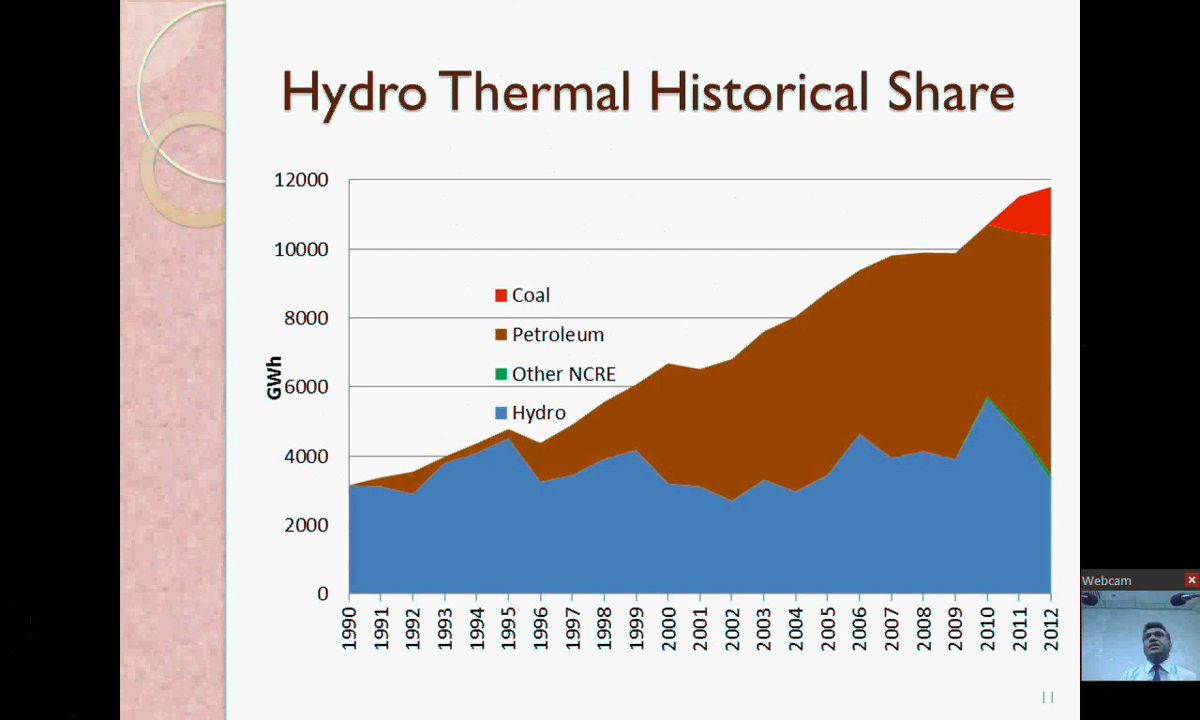 Hydro Thermal Historical Share
12000
10000
8000
6000
4000
2000
0
GWh
Coal
Petroleum
Other NCRE
Hydro
1990 1991 1992 1993 1994 1995 1996 1997 1998 1999 2000 2001 2002 2003 2004 2005 2006 2007 2008 2009 2010 2011 2012
11
Webcam